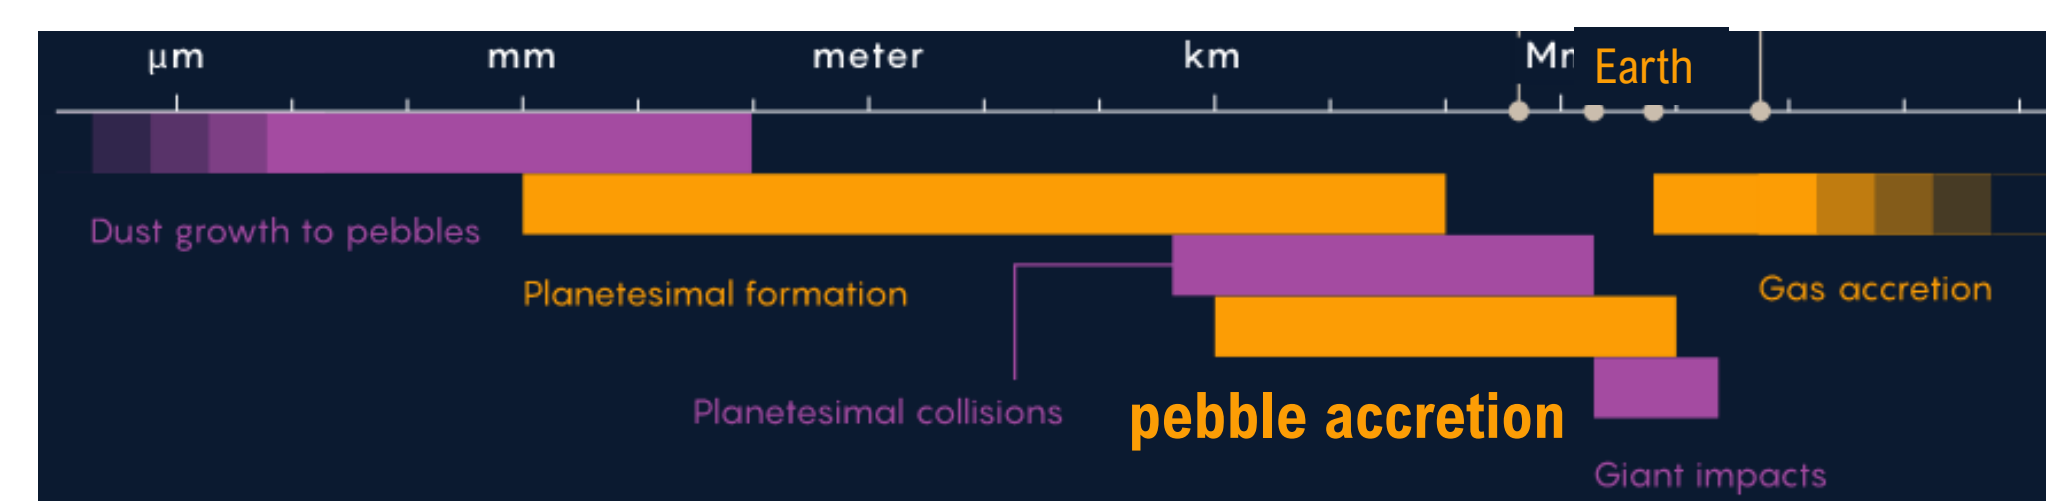 μm mm meter km Earth
Dust growth to pebbles
Planetesimal formation
Gas accretion
Planetesimal collisions
pebble accretion
Giant impacts